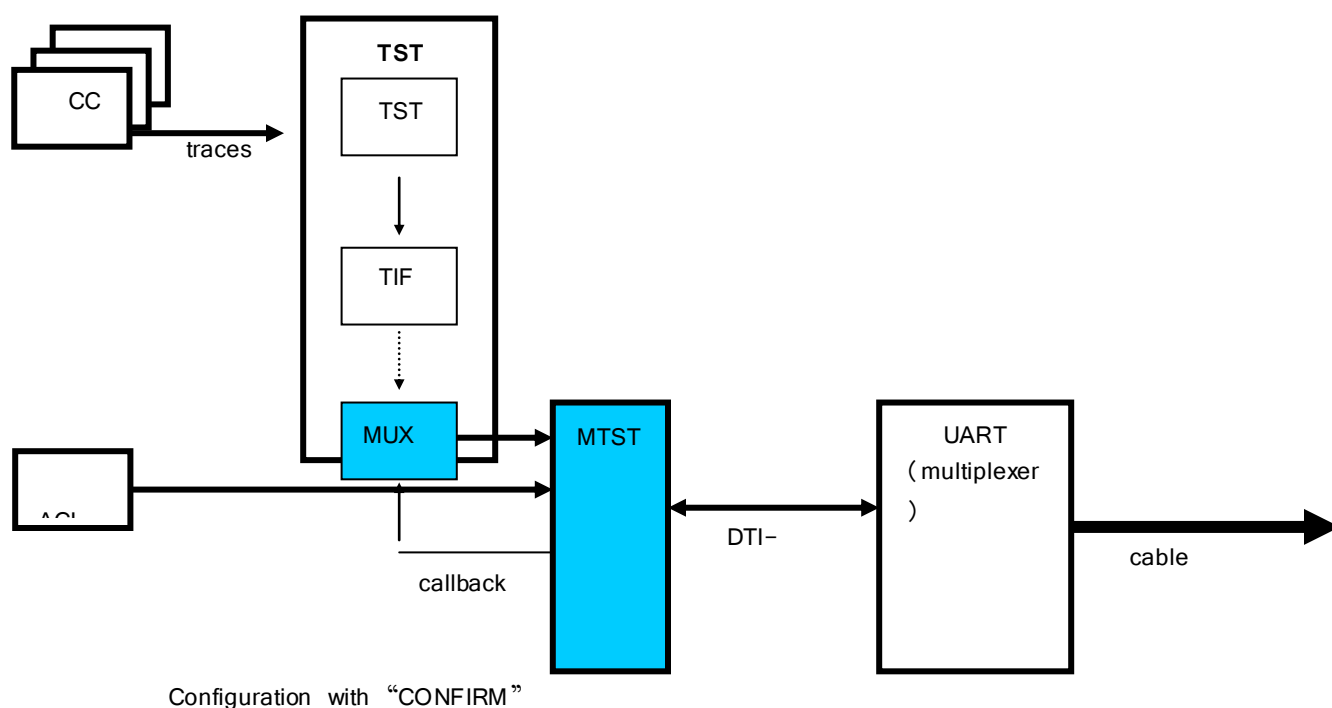 TST
CC
TST
traces
TIF
MUX
MTST
UART
（multiplexer
）
DTI-
cable
callback
Configuration with “CONFIRM”